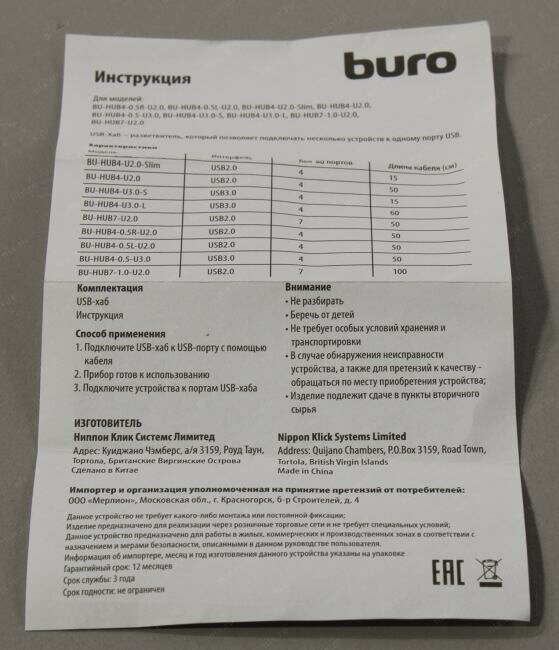 buro
Инструкция
Для моделей:
BU-HUB4-0.5R-U2.0, BU-HUB4-0.5L-U2.0, BU-HUB4-U2.0-Slim, BU-HUB4-U2.0,
BU-HUB4-0.5-U3.0, BU-HUB4-U3.0-S, BU-HUB4-U3.0-L, BU-HUB7-1.0-U2.0,
BU-HUB7-U2.0
USB-Хаб – разветвитель, который позволяет подключать несколько устройств к одному порту USB.
Характеристики
Модель Интерфейс Кол-во портов Длина кабеля (см)
BU-HUB4-U2.0-Slim USB2.0 4 15
BU-HUB4-U2.0 USB2.0 4 50
BU-HUB4-U3.0-S USB3.0 4 15
BU-HUB4-U3.0-L USB3.0 4 60
BU-HUB7-U2.0 USB2.0 7 50
BU-HUB4-0.5R-U2.0 USB2.0 4 50
BU-HUB4-0.5L-U2.0 USB2.0 4 50
BU-HUB4-0.5-U3.0 USB3.0 4 50
BU-HUB7-1.0-U2.0 USB2.0 7 100
Комплектация
USB-хаб
Инструкция
Способ применения
1. Подключите USB-хаб к USB-порту с помощью
кабеля
2. Прибор готов к использованию
3. Подключите устройства к портам USB-хаба
Внимание
• Не разбирать
• Беречь от детей
• Не требует особых условий хранения и
транспортировки
• В случае обнаружения неисправности
устройства, а также для претензий к качеству -
обращаться по месту приобретения устройства;
• Изделие подлежит сдаче в пункты вторичного
сырья
ИЗГОТОВИТЕЛЬ
Ниппон Клик Системс Лимитед
Адрес: Куиджано Чэмберс, а/я 3159, Роуд Таун,
Тортола, Британские Виргинские Острова
Сделано в Китае
Nippon Klick Systems Limited
Address: Quijano Chambers, P.O.Box 3159, Road Town,
Tortola, British Virgin Islands
Made in China
Импортер и организация уполномоченная на принятие претензий от потребителей:
ООО «Мерлион», Московская обл., г. Красногорск, б-р Строителей, д. 4
Данное устройство не требует какого-либо монтажа или постоянной фиксации;
Изделие предназначено для реализации через розничные торговые сети и не требует специальных условий;
Данное устройство предназначено для работы в жилых, коммерческих и производственных зонах в соответствии с
назначением и мерами безопасности, описанными в данном руководстве пользователя.
Информация об импортере, месяц и год изготовления данного устройства указаны на упаковке
Гарантийный срок: 12 месяцев
Срок службы: 3 года
Срок годности: не ограничен
EAC